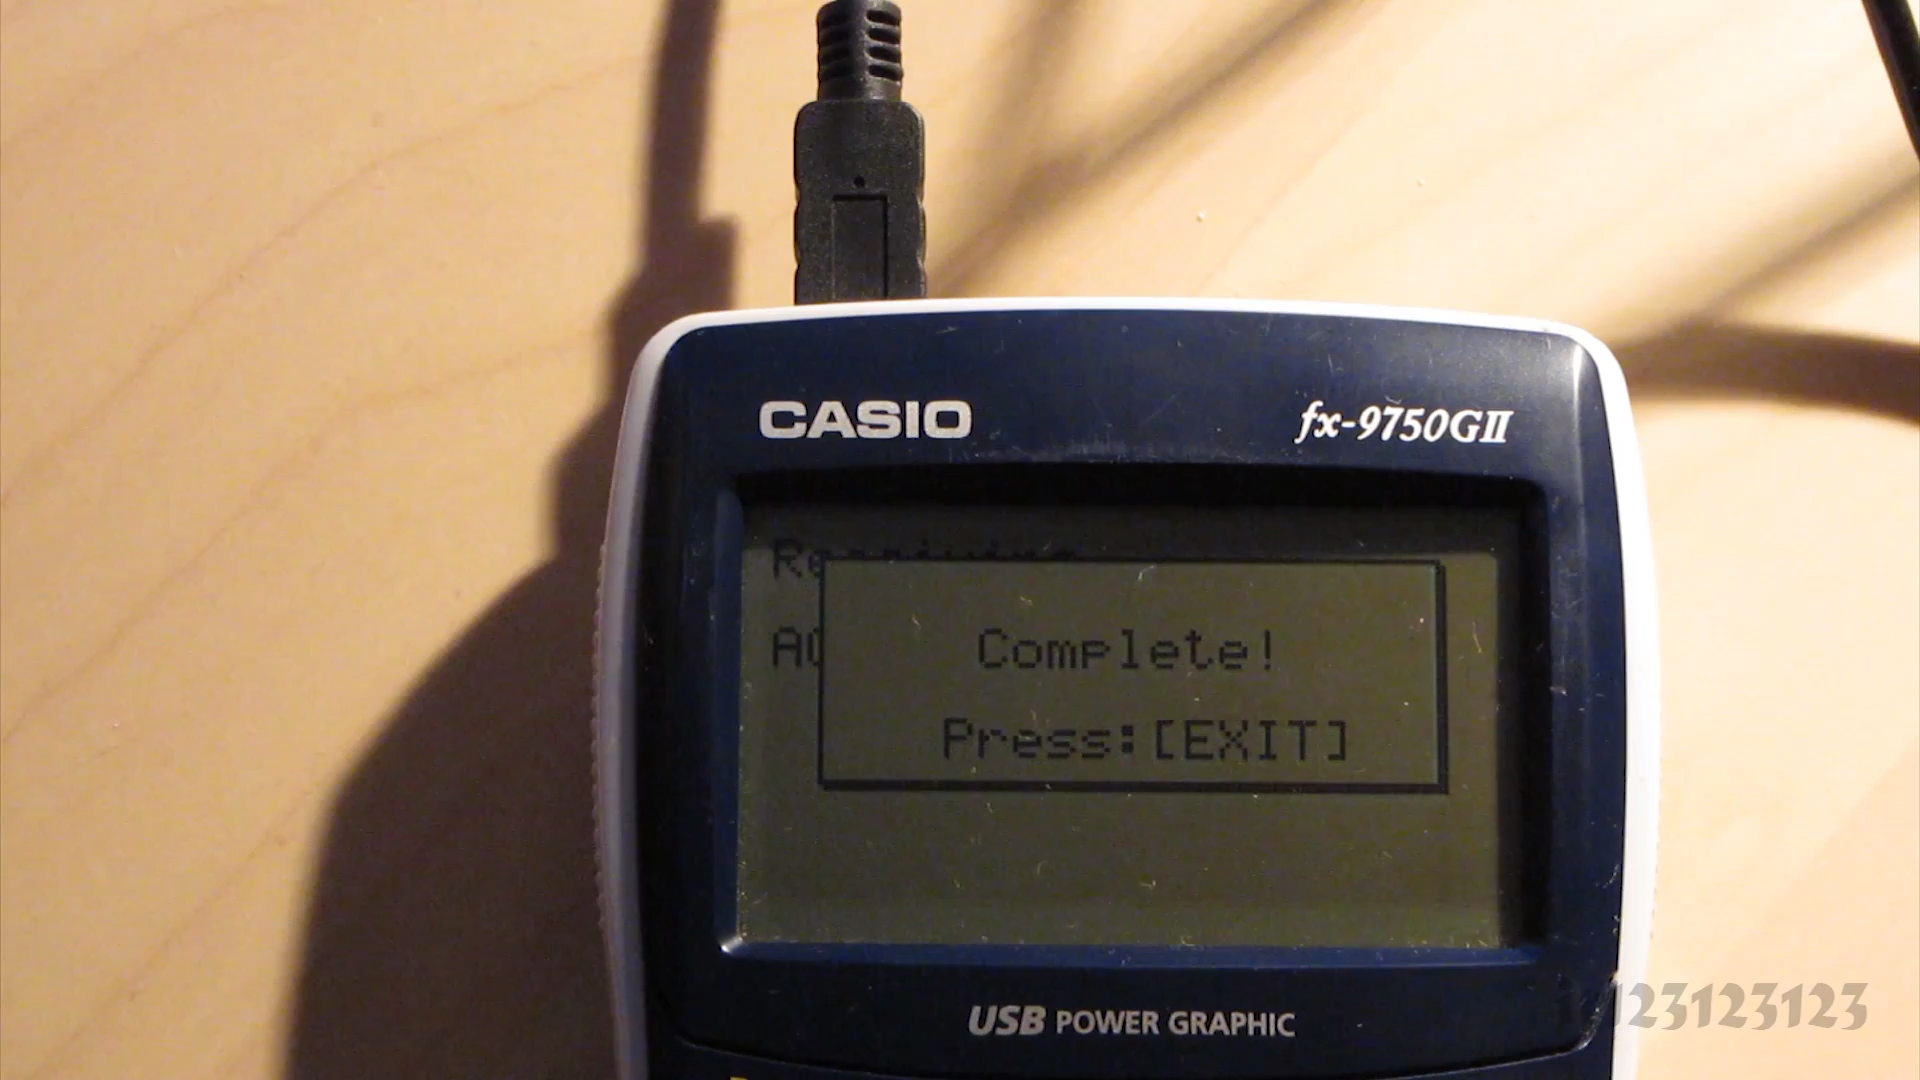 CASIO fx-9750GII
Complete!
Press:[EXIT]
USB POWER GRAPHIC
123123123